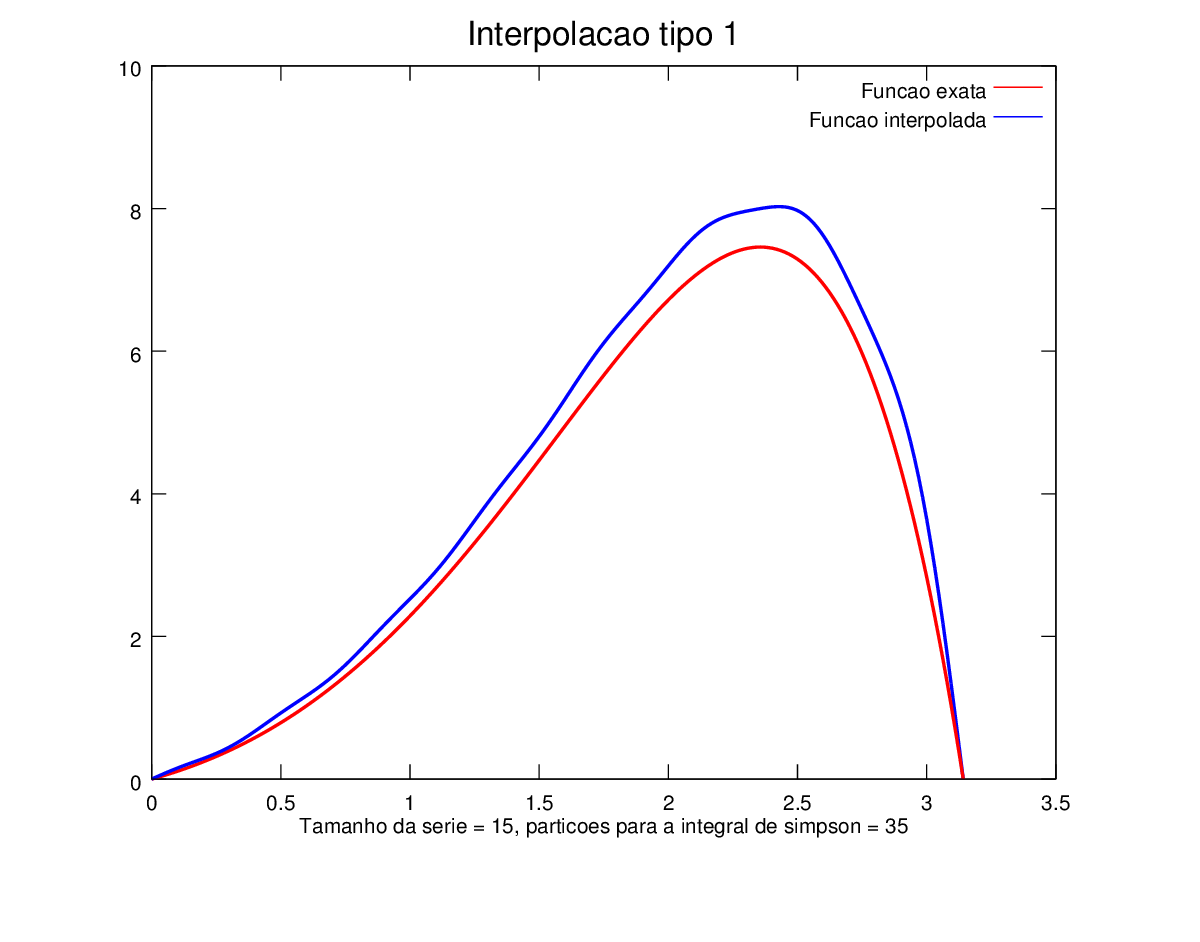 Interpolacao tipo 1
10
Funcao exata
Funcao interpolada
8
6
4
2
0
0 0.5 1 1.5 2 2.5 3 3.5
Tamanho da serie = 15, particoes para a integral de simpson = 35